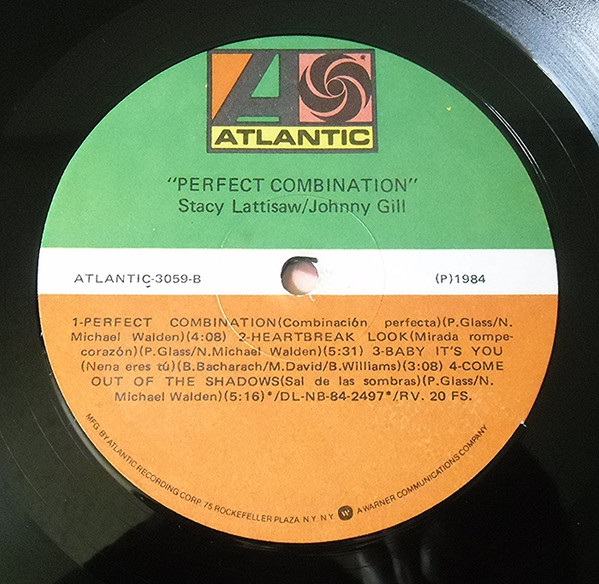 ATLANTIC
"PERFECT COMBINATION"
Stacy Lattisaw/Johnny Gill
ATLANTIC-3059-B
(P)1984
1-PERFECT COMBINATION(Combinación perfecta)(P.Glass/N.
Michael Walden)(4:08) 2-HEARTBREAK LOOK(Mirada rompe-
corazón)(P.Glass/N.Michael Walden)(5:31) 3-BABY IT'S YOU
(Nena eres tú)(B.Bacharach/M.David/B.Williams)(3:08) 4-COME
OUT OF THE SHADOWS(Sal de las sombras)(P.Glass/N.
Michael Walden)(5:16)*/DL-NB-84-2497*/RV. 20 FS.
MFG. BY ATLANTIC RECORDING CORP. 75 ROCKEFELLER PLAZA N.Y. N.Y. W A WARNER COMMUNICATIONS COMPANY